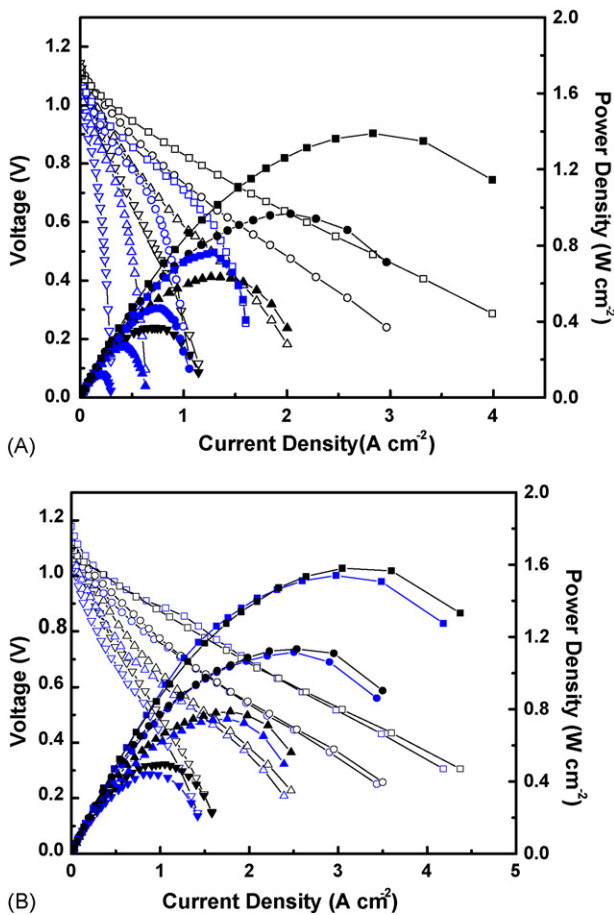 (A)
Voltage (V)
1.2
1.0
0.8
0.6
0.4
0.2
0.0
0 1 2 3 4
Current Density(A cm-2)
2.0
1.6
1.2
0.8
0.4
0.0
Power Density (W cm-2)
(B)
Voltage (V)
1.2
1.0
0.8
0.6
0.4
0.2
0.0
0 1 2 3 4 5
Current Density (A cm-2)
2.0
1.6
1.2
0.8
0.4
0.0
Power Density (W cm-2)